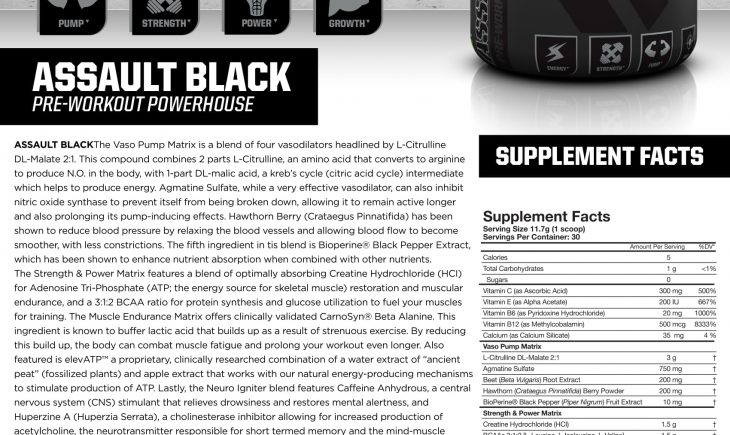 PUMP▼
STRENGTH▼
POWER▼
GROWTH▼
ENERGY▼
STRENGTH▼
PUMP▼
ASSAULT BLACK
PRE-WORKOUT POWERHOUSE
ASSAULT BLACKThe Vaso Pump Matrix is a blend of four vasodilators headlined by L-Citrulline
DL-Malate 2:1. This compound combines 2 parts L-Citrulline, an amino acid that converts to arginine
to produce N.O. in the body, with 1-part DL-malic acid, a kreb’s cycle (citric acid cycle) intermediate
which helps to produce energy. Agmatine Sulfate, while a very effective vasodilator, can also inhibit
nitric oxide synthase to prevent itself from being broken down, allowing it to remain active longer
and also prolonging its pump-inducing effects. Hawthorn Berry (Crataegus Pinnatifida) has been
shown to reduce blood pressure by relaxing the blood vessels and allowing blood flow to become
smoother, with less constrictions. The fifth ingredient in tis blend is Bioperine® Black Pepper Extract,
which has been shown to enhance nutrient absorption when combined with other nutrients.
The Strength & Power Matrix features a blend of optimally absorbing Creatine Hydrochloride (HCl)
for Adenosine Tri-Phosphate (ATP; the energy source for skeletal muscle) restoration and muscular
endurance, and a 3:1:2 BCAA ratio for protein synthesis and glucose utilization to fuel your muscles
for training. The Muscle Endurance Matrix offers clinically validated CarnoSyn® Beta Alanine. This
ingredient is known to buffer lactic acid that builds up as a result of strenuous exercise. By reducing
this build up, the body can combat muscle fatigue and prolong your workout even longer. Also
featured is elevATP™ a proprietary, clinically researched combination of a water extract of “ancient
peat” (fossilized plants) and apple extract that works with our natural energy-producing mechanisms
to stimulate production of ATP. Lastly, the Neuro Igniter blend features Caffeine Anhydrous, a central
nervous system (CNS) stimulant that relieves drowsiness and restores mental alertness, and
Huperzine A (Huperzia Serrata), a cholinesterase inhibitor allowing for increased production of
acetylcholine, the neurotransmitter responsible for short termed memory and the mind-muscle
SUPPLEMENT FACTS
Supplement Facts
Serving Size 11.7g (1 scoop)
Servings Per Container: 30
Amount Per Serving %DV*
Calories 5
Total Carbohydrates 1 g <1%
Sugars 0
Vitamin C (as Ascorbic Acid) 300 mg 500%
Vitamin E (as Alpha Acetate) 200 IU 667%
Vitamin B6 (as Pyridoxine Hydrochloride) 20 mg 1000%
Vitamin B12 (as Methylcobalamin) 500 mcg 8333%
Calcium (as Calcium Silicate) 35 mg 4 %
Vaso Pump Matrix
L-Citrulline DL-Malate 2:1 3 g †
Agmatine Sulfate 750 mg †
Beet (Beta Vulgaris) Root Extract 200 mg †
Hawthorn (Crataegus Pinnatifida) Berry Powder 200 mg †
BioPerine® Black Pepper (Piper Nigrum) Fruit Extract 10 mg †
Strength & Power Matrix
Creatine Hydrochloride (HCl) 1.5 g †